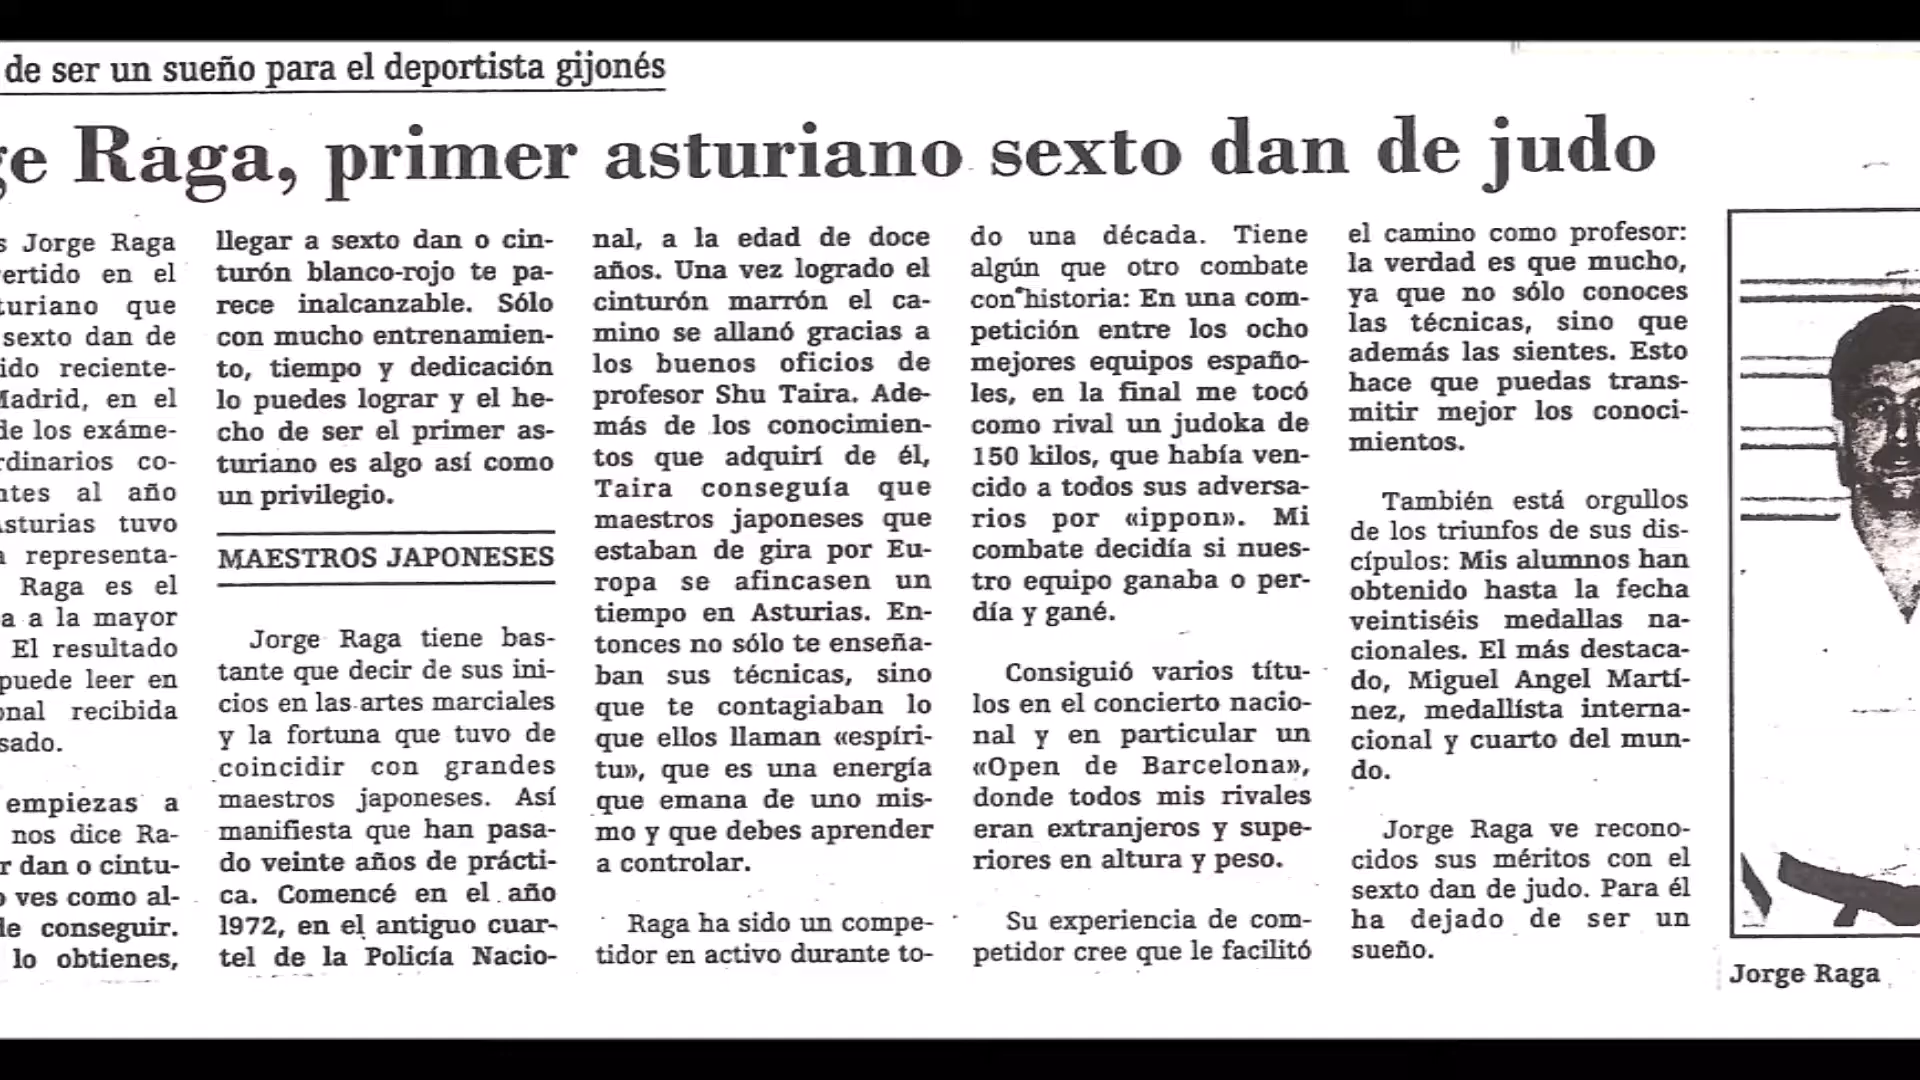 de ser un sueño para el deportista gijonés
Raga, primer asturiano sexto dan de judo
Jorge Raga
en el
que
sexto dan de
Madrid, en el
de los exáme-
co-
al año
Asturias tuvo
representa-
Raga es el
a la mayor
El resultado
puede leer en
recibida
empiezas a
nos dice Ra-
dan o cintu-
ves como al-
conseguir.
lo obtienes,
llegar a sexto dan o cin-
turón blanco-rojo te pa-
rece inalcanzable. Sólo
con mucho entrenamien-
to, tiempo y dedicación
lo puedes lograr y el he-
cho de ser el primer as-
turiano es algo así como
un privilegio.
MAESTROS JAPONESES
Jorge Raga tiene bas-
tante que decir de sus ini-
cios en las artes marciales
y la fortuna que tuvo de
coincidir con grandes
maestros japoneses. Así
manifiesta que han pasa-
do veinte años de prácti-
ca. Comencé en el año
1972, en el antiguo cuar-
tel de la Policía Nacio-
nal, a la edad de doce
años. Una vez logrado el
cinturón marrón el ca-
mino se allanó gracias a
los buenos oficios de
profesor Shu Taira. Ade-
más de los conocimien-
tos que adquirí de él,
Taira conseguía que
maestros japoneses que
estaban de gira por Eu-
ropa se afincasen un
tiempo en Asturias. En-
tonces no sólo te enseña-
ban sus técnicas, sino
que te contagiaban lo
que ellos llaman «espíri-
tu», que es una energía
que emana de uno mis-
mo y que debes aprender
a controlar.
Raga ha sido un compe-
tidor en activo durante to-
do una década. Tiene
algún que otro combate
con historia: En una com-
petición entre los ocho
mejores equipos españo-
les, en la final me tocó
como rival un judoka de
150 kilos, que había ven-
cido a todos sus adversa-
rios por «ippon». Mi
combate decidía si nues-
tro equipo ganaba o per-
día y gané.
Consiguió varios títu-
los en el concierto nacio-
nal y en particular un
«Open de Barcelona»,
donde todos mis rivales
eran extranjeros y supe-
riores en altura y peso.
Su experiencia de com-
petidor cree que le facilitó
el camino como profesor:
la verdad es que mucho,
ya que no sólo conoces
las técnicas, sino que
además las sientes. Esto
hace que puedas trans-
mitir mejor los conoci-
mientos.
También está orgullos
de los triunfos de sus dis-
cípulos: Mis alumnos han
obtenido hasta la fecha
veintiséis medallas na-
cionales. El más destaca-
do, Miguel Angel Martí-
nez, medallista interna-
cional y cuarto del mun-
do.
Jorge Raga ve recono-
cidos sus méritos con el
sexto dan de judo. Para él
ha dejado de ser un
sueño.
Jorge Raga